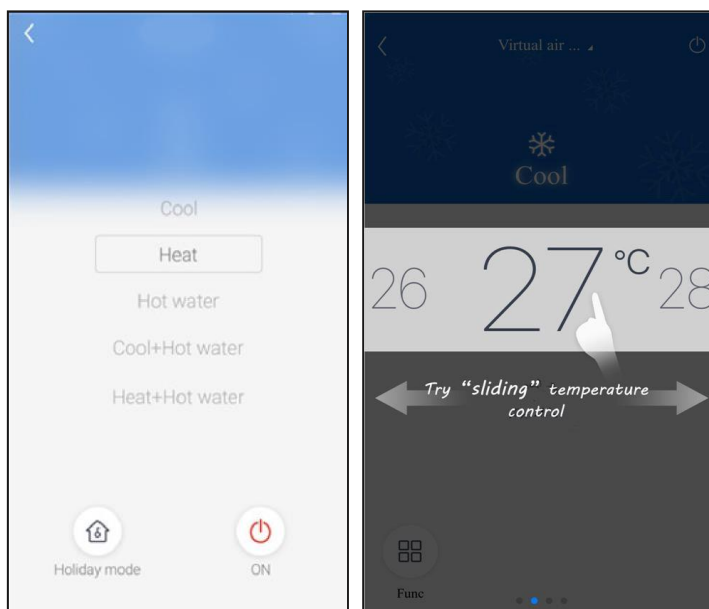 Cool
Heat
Hot water
Cool+Hot water
Heat+Hot water
Holiday mode
ON
Virtual air ...
Cool
26
27°C
28
Try “sliding” temperature
control
Func